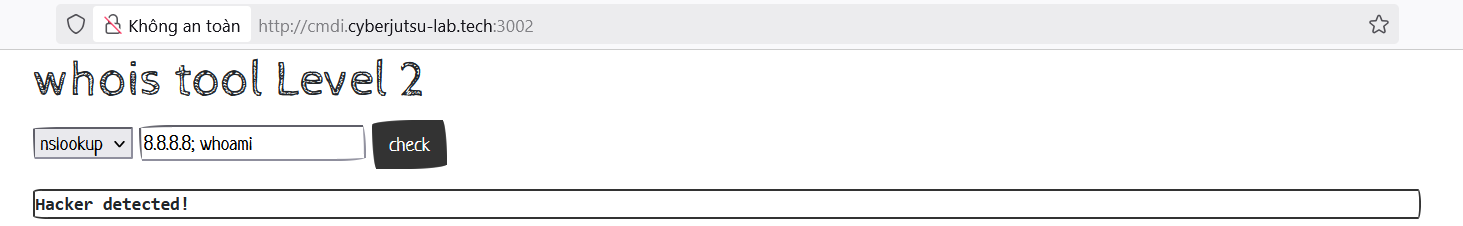 Không an toàn http://cmdi.cyberjutsu-lab.tech:3002
whois tool Level 2
nslookup 8.8.8.8; whoami check
Hacker detected!